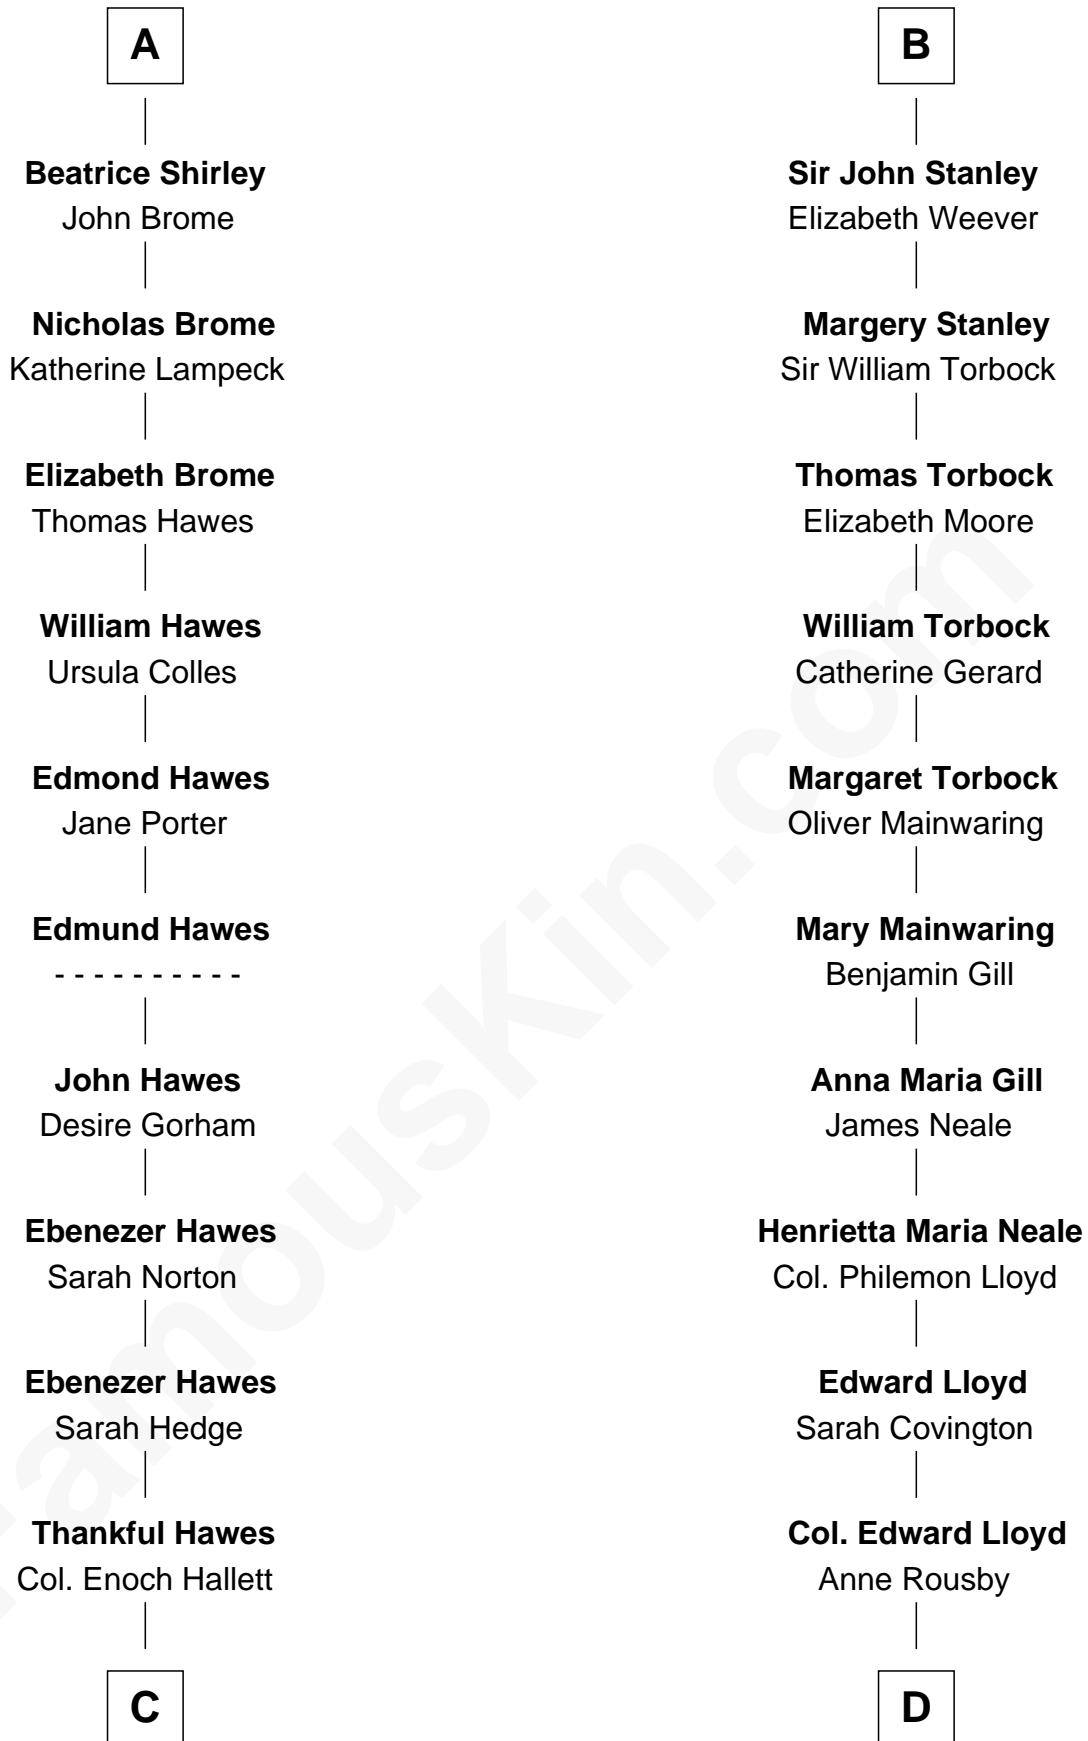 A
Beatrice Shirley
John Brome
Nicholas Brome
Katherine Lampeck
Elizabeth Brome
Thomas Hawes
William Hawes
Ursula Colles
Edmond Hawes
Jane Porter
Edmund Hawes
- - - - - - - - - -
John Hawes
Desire Gorham
Ebenezer Hawes
Sarah Norton
Ebenezer Hawes
Sarah Hedge
Thankful Hawes
Col. Enoch Hallett
C
B
Sir John Stanley
Elizabeth Weever
Margery Stanley
Sir William Torbock
Thomas Torbock
Elizabeth Moore
William Torbock
Catherine Gerard
Margaret Torbock
Oliver Mainwaring
Mary Mainwaring
Benjamin Gill
Anna Maria Gill
James Neale
Henrietta Maria Neale
Col. Philemon Lloyd
Edward Lloyd
Sarah Covington
Col. Edward Lloyd
Anne Rousby
D
FamousKin.com